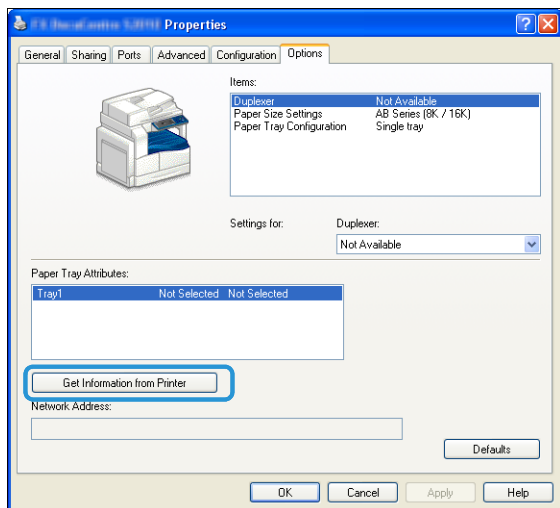 Properties
General Sharing Ports Advanced Configuration Options
Items:
Duplexer Not Available
Paper Size Settings AB Series (8K / 16K)
Paper Tray Configuration Single tray
Settings for: Duplexer:
Not Available
Paper Tray Attributes:
Tray1 Not Selected Not Selected
Get Information from Printer
Network Address:
Defaults
OK Cancel Apply Help